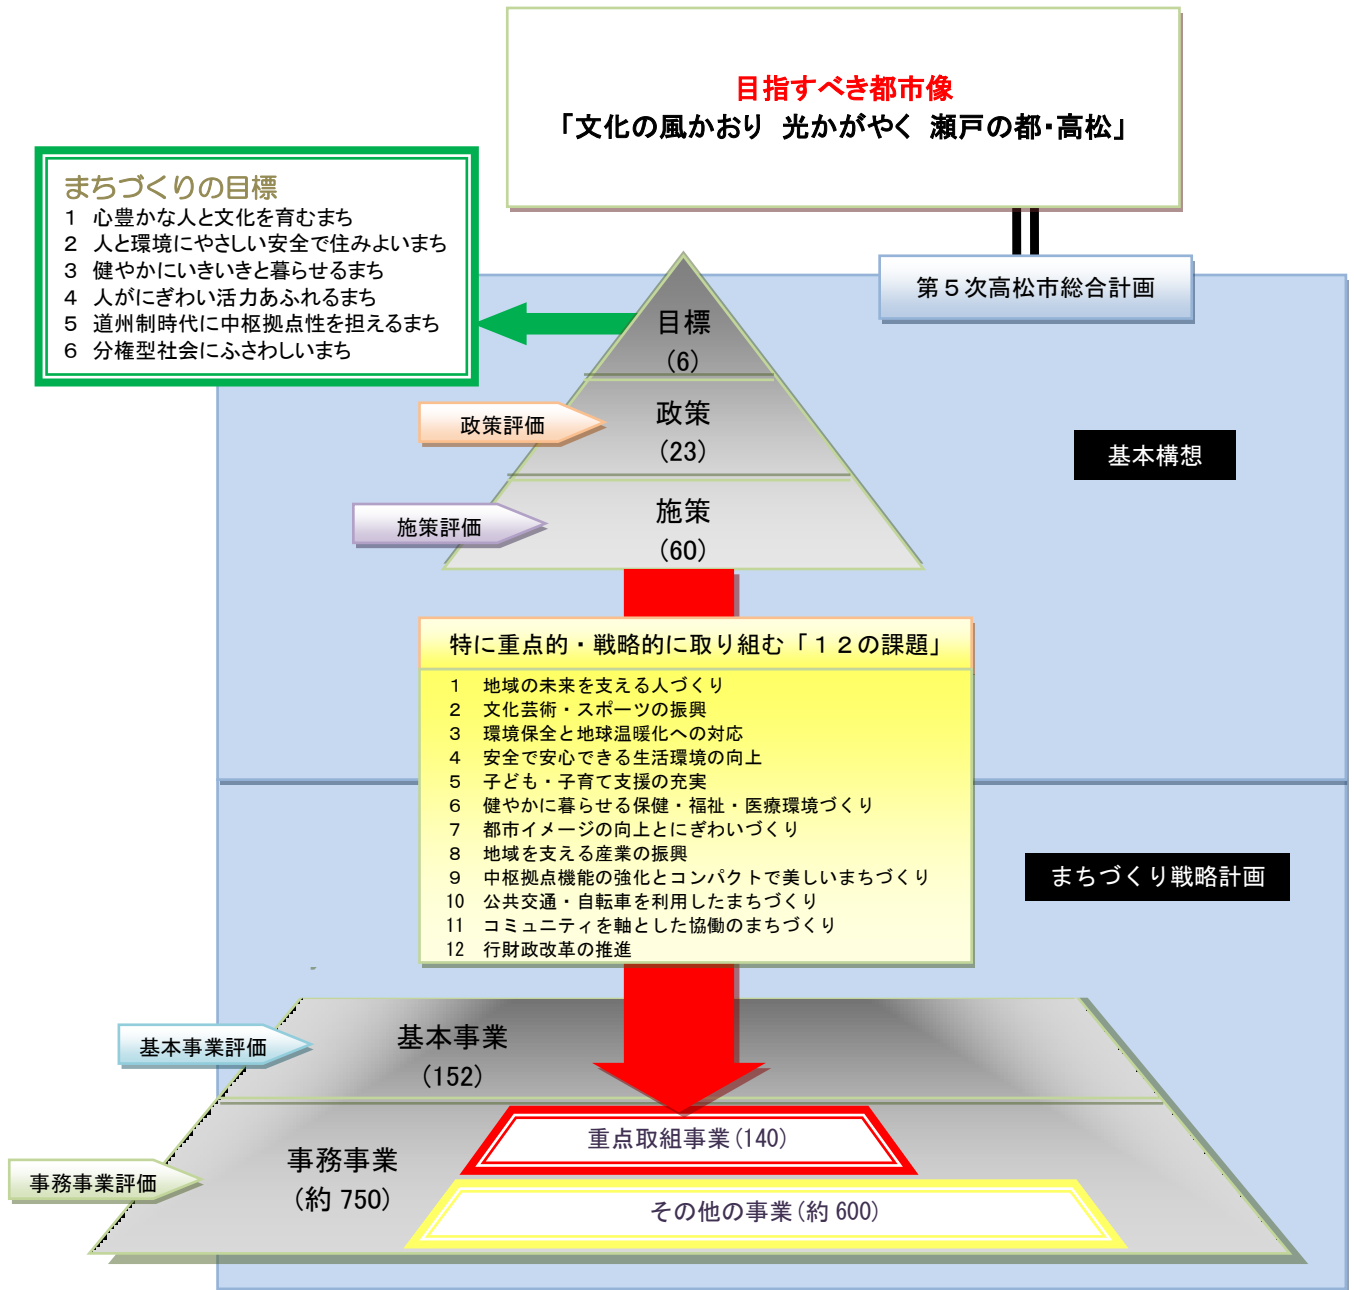 目指すべき都市像
「文化の風かおり 光かがやく 瀬戸の都・高松」
まちづくりの目標
1 心豊かな人と文化を育むまち
2 人と環境にやさしい安全で住みよいまち
3 健やかにいきいきと暮らせるまち
4 人がにぎわい活力あふれるまち
5 道州制時代に中枢拠点性を担えるまち
6 分権型社会にふさわしいまち
第5次高松市総合計画
目標
(6)
政策評価
政策
(23)
基本構想
施策評価
施策
(60)
特に重点的・戦略的に取り組む「12の課題」
1 地域の未来を支える人づくり
2 文化芸術・スポーツの振興
3 環境保全と地球温暖化への対応
4 安全で安心できる生活環境の向上
5 子ども・子育て支援の充実
6 健やかに暮らせる保健・福祉・医療環境づくり
7 都市イメージの向上とにぎわいづくり
8 地域を支える産業の振興
9 中枢拠点機能の強化とコンパクトで美しいまちづくり
10 公共交通・自転車を利用したまちづくり
11 コミュニティを軸とした協働のまちづくり
12 行財政改革の推進
まちづくり戦略計画
基本事業評価
基本事業
(152)
事務事業評価
事務事業
(約 750)
重点取組事業(140)
その他の事業(約 600)